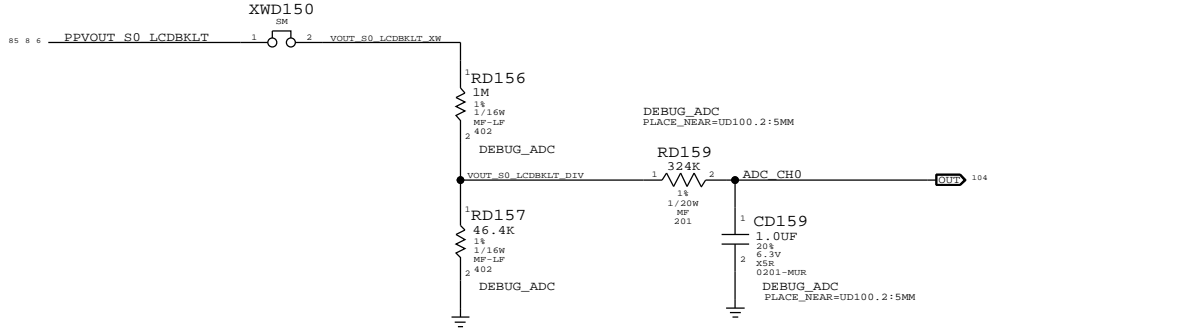 XWD150
SM
85 8 6 PPVOUT_S0_LCDBKLT 1 2 VOUT_S0_LCDBKLT_XW
1 RD156
1M
1%
1/16W
MF-LF
2 402
DEBUG_ADC
DEBUG_ADC
PLACE_NEAR=UD100.2:5MM
RD159
324K
VOUT_S0_LCDBKLT_DIV 1 2 ADC_CH0 OUT 104
1%
1/20W
MF
201
1 RD157
46.4K
1%
1/16W
MF-LF
2 402
DEBUG_ADC
1 CD159
1.0UF
20%
6.3V
2 X5R
0201-MUR
DEBUG_ADC
PLACE_NEAR=UD100.2:5MM